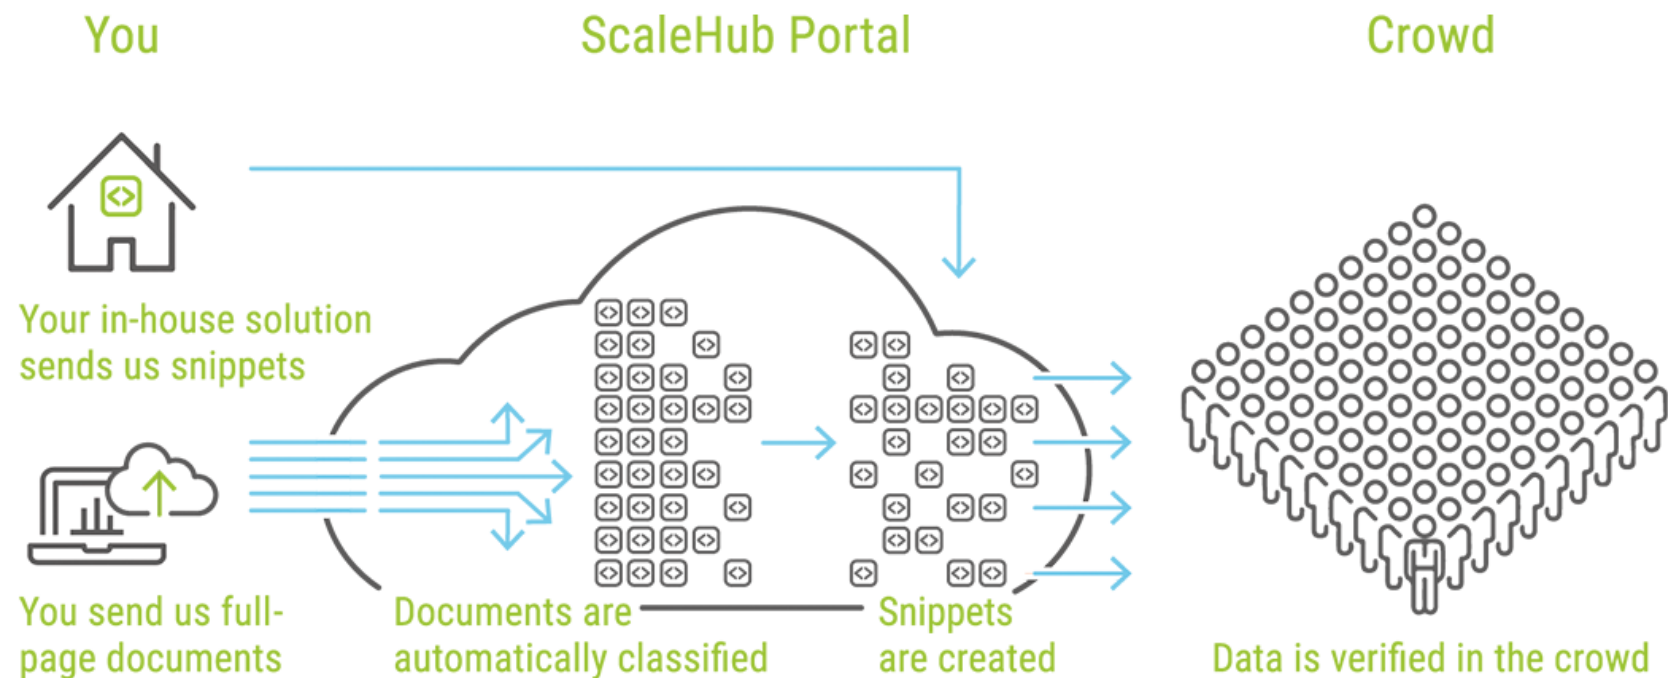 You
ScaleHub Portal
Crowd
Your in-house solution
sends us snippets
You send us full-
page documents
Documents are
automatically classified
Snippets
are created
Data is verified in the crowd